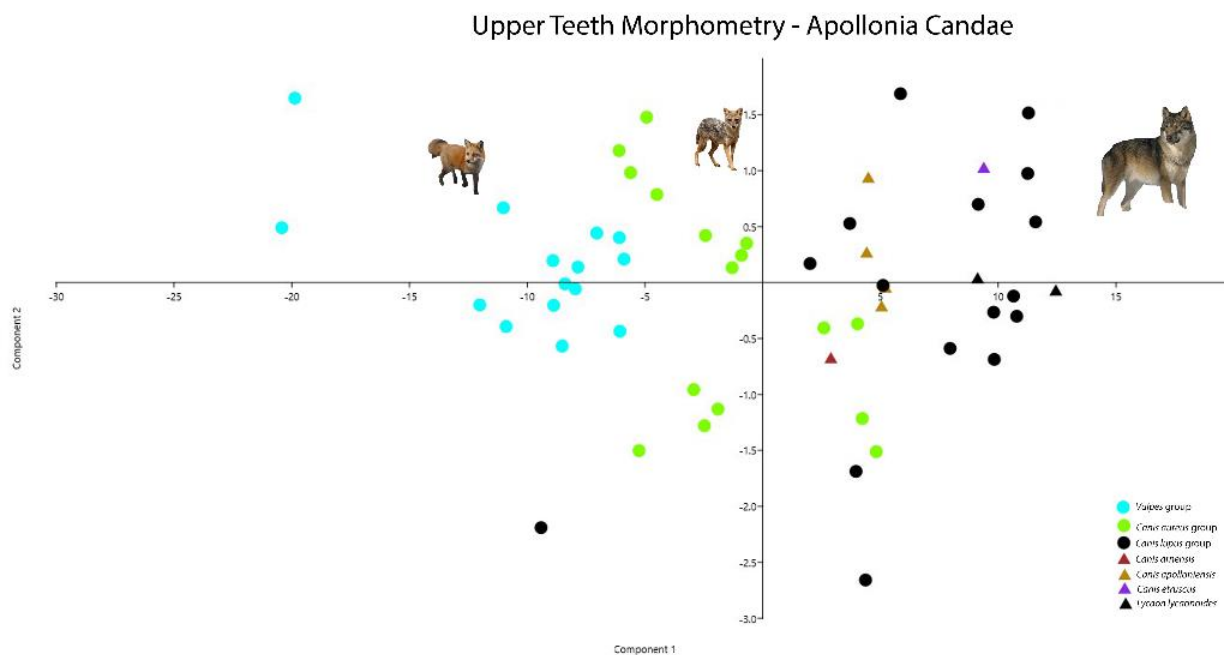 Upper Teeth Morphometry - Apollonia Candae
1.5
1.0
0.5
-30
-25
-20
-15
-10
-5
5
10
15
-0.5
-1.0
-1.5
-2.0
-2.5
-3.0
Component 2
Component 1
Vulpes group
Canis aureus group
Canis lupus group
Canis arnensis
Canis apolloniensis
Canis etruscus
Lycaon lycaonoides